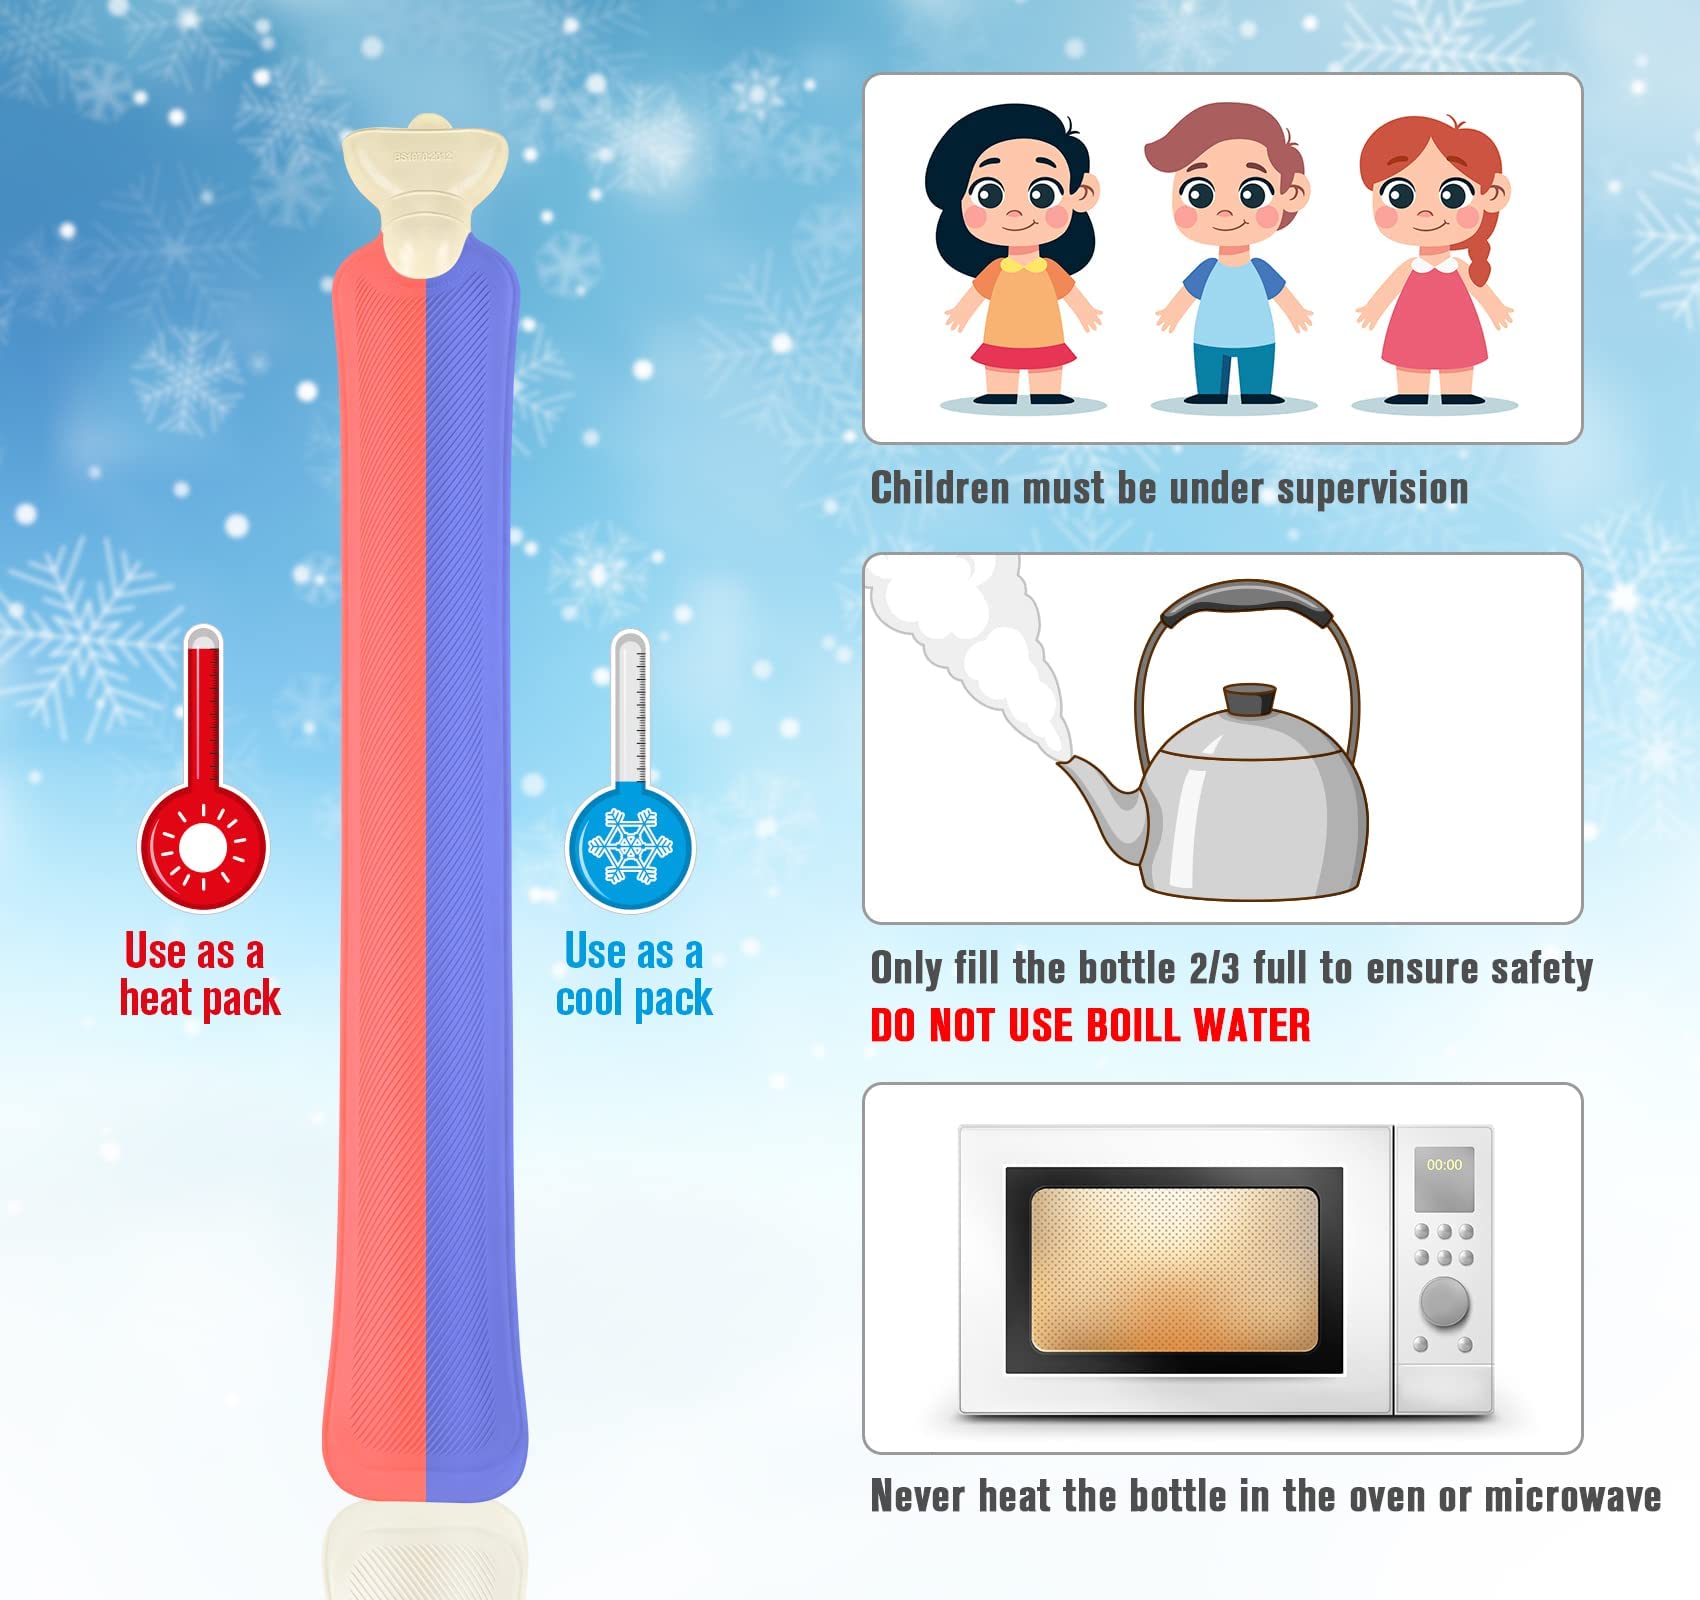 Use as a
heat pack
Use as a
cool pack
Children must be under supervision
Only fill the bottle 2/3 full to ensure safety
DO NOT USE BOILL WATER
00:00
Never heat the bottle in the oven or microwave